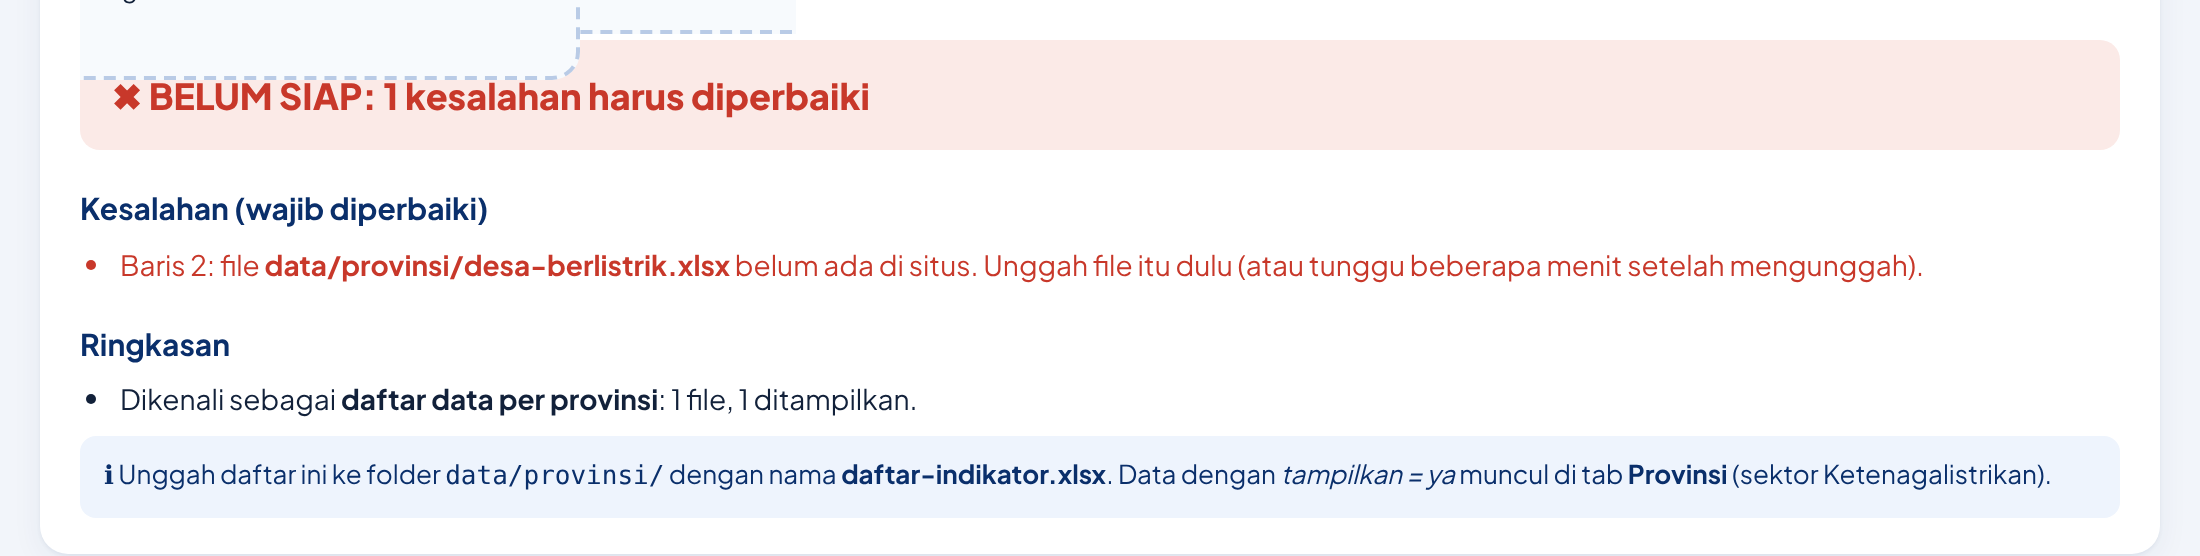 ✖ BELUM SIAP: 1 kesalahan harus diperbaiki
Kesalahan (wajib diperbaiki)
• Baris 2: file data/provinsi/desa-berlistrik.xlsx belum ada di situs. Unggah file itu dulu (atau tunggu beberapa menit setelah mengunggah).
Ringkasan
• Dikenali sebagai daftar data per provinsi: 1 file, 1 ditampilkan.
ℹ Unggah daftar ini ke folder data/provinsi/ dengan nama daftar-indikator.xlsx. Data dengan tampilkan = ya muncul di tab Provinsi (sektor Ketenagalistrikan).